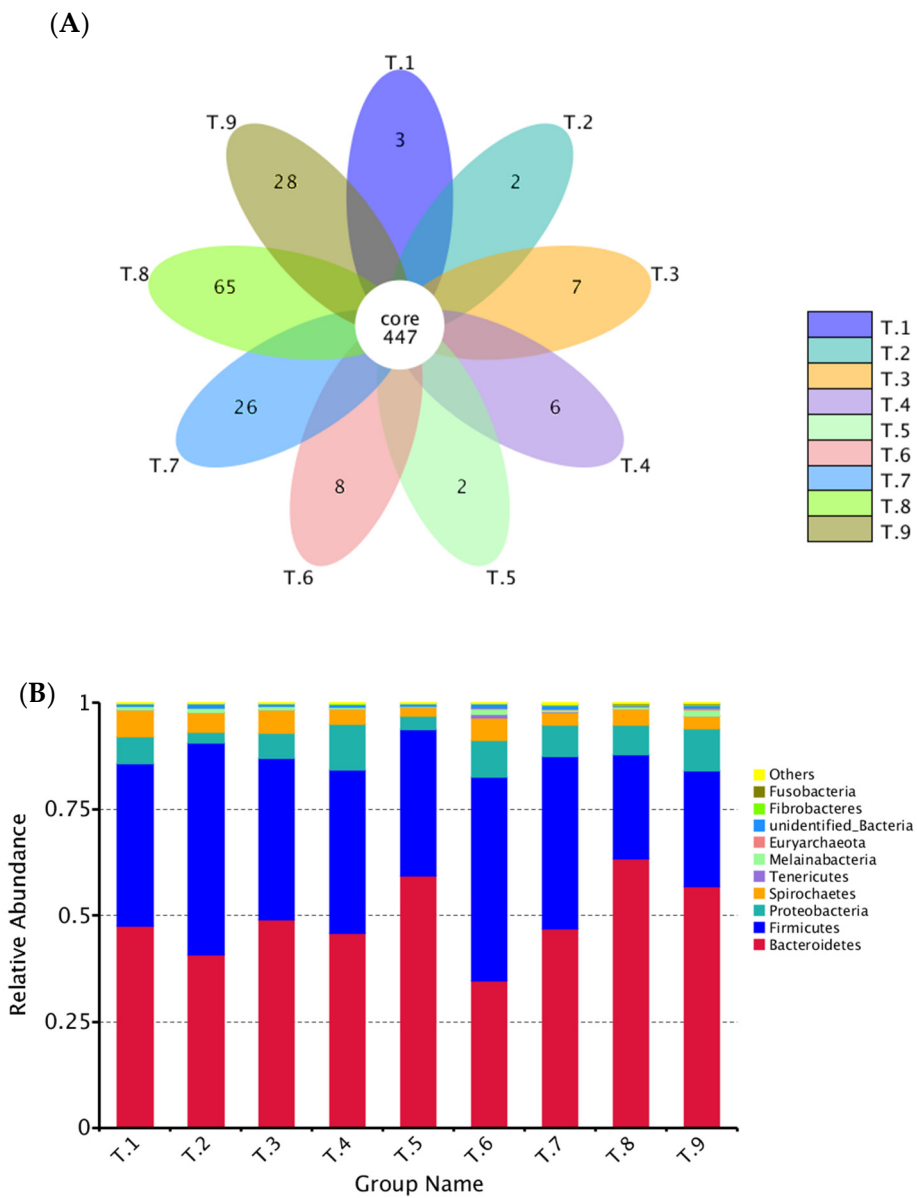 (A)
T.1
T.9
T.2
3
28
2
T.8
T.3
65
7
core
447
26
6
T.7
T.4
8
2
T.6
T.5
T.1
T.2
T.3
T.4
T.5
T.6
T.7
T.8
T.9
(B)
Relative Abundance
1
0.75
0.5
0.25
0
T.1
T.2
T.3
T.4
T.5
T.6
T.7
T.8
T.9
Group Name
Others
Fusobacteria
Fibrobacteres
unidentified_Bacteria
Euryarchaeota
Melainabacteria
Tenericutes
Spirochaetes
Proteobacteria
Firmicutes
Bacteroidetes